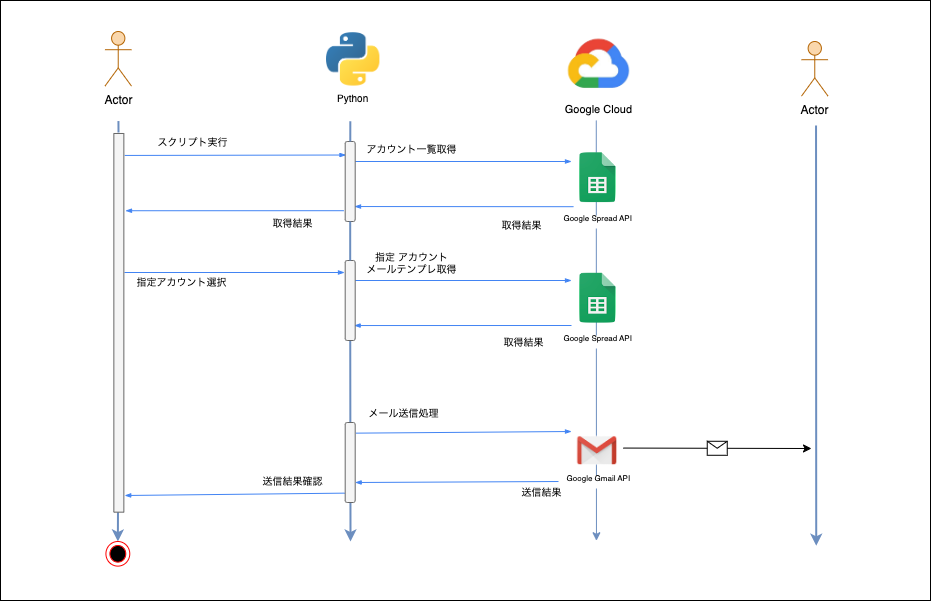 Actor
Python
Google Cloud
Actor
スクリプト実行
アカウント一覧取得
取得結果
取得結果
Google Spread API
指定 アカウント
メールテンプレ取得
指定アカウント選択
取得結果
Google Spread API
メール送信処理
送信結果確認
Google Gmail API
送信結果